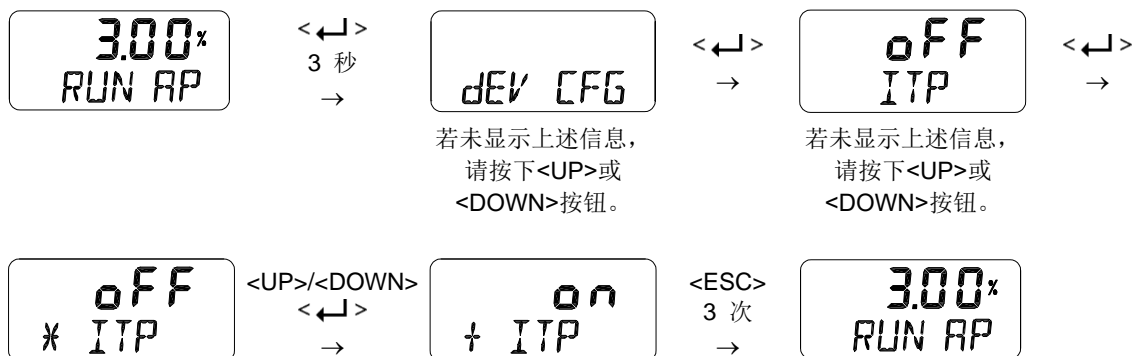 3.00%
RUN AP
<↵>
3 秒
→
dEV CFG
若未显示上述信息，
请按下<UP>或
<DOWN>按钮。
<↵>
→
oFF
ITP
若未显示上述信息，
请按下<UP>或
<DOWN>按钮。
<↵>
→
oFF
* ITP
<UP>/<DOWN>
<↵>
→
on
+ ITP
<ESC>
3 次
→
3.00%
RUN AP